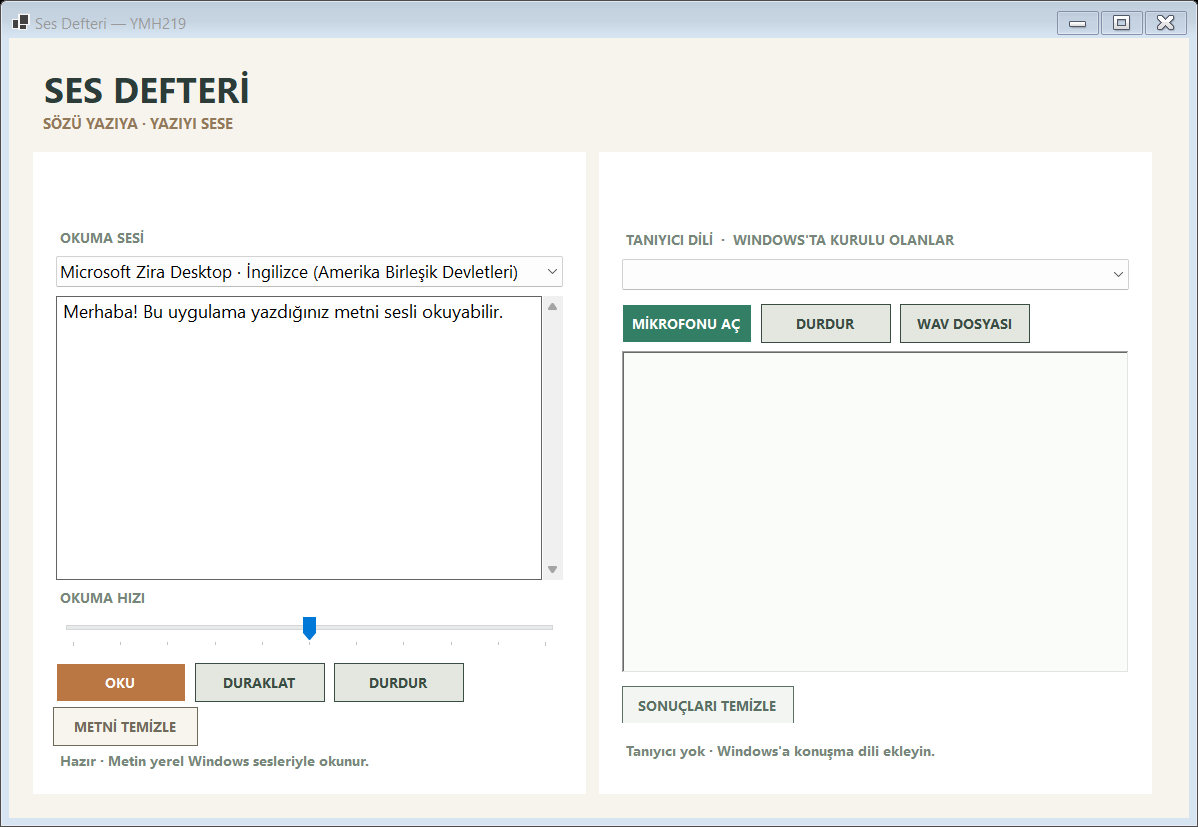 Ses Defteri — YMH219
SES DEFTERİ
SÖZÜ YAZIYA · YAZIYI SESE
OKUMA SESİ
Microsoft Zira Desktop · İngilizce (Amerika Birleşik Devletleri)
Merhaba! Bu uygulama yazdığınız metni sesli okuyabilir.
OKUMA HIZI
OKU
DURAKLAT
DURDUR
METNİ TEMİZLE
Hazır · Metin yerel Windows sesleriyle okunur.
TANIYICI DİLİ · WINDOWS'TA KURULU OLANLAR
MİKROFONU AÇ
DURDUR
WAV DOSYASI
SONUÇLARI TEMİZLE
Tanıyıcı yok · Windows'a konuşma dili ekleyin.